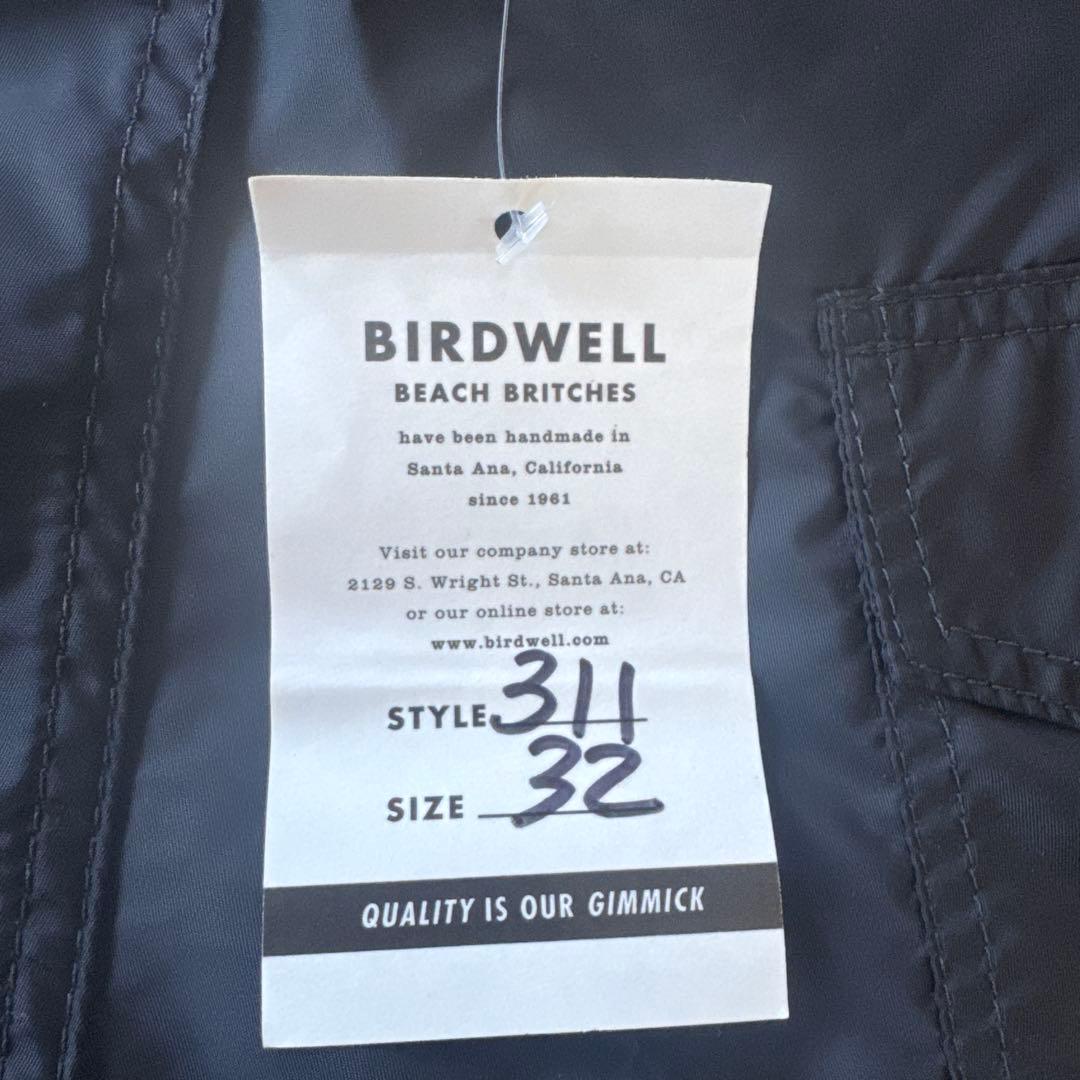 BIRDWELL
BEACH BRITCHES
have been handmade in
Santa Ana, California
since 1961
Visit our company store at:
2129 S. Wright St., Santa Ana, CA
or our online store at:
www.birdwell.com
STYLE 311
SIZE 32
QUALITY IS OUR GIMMICK